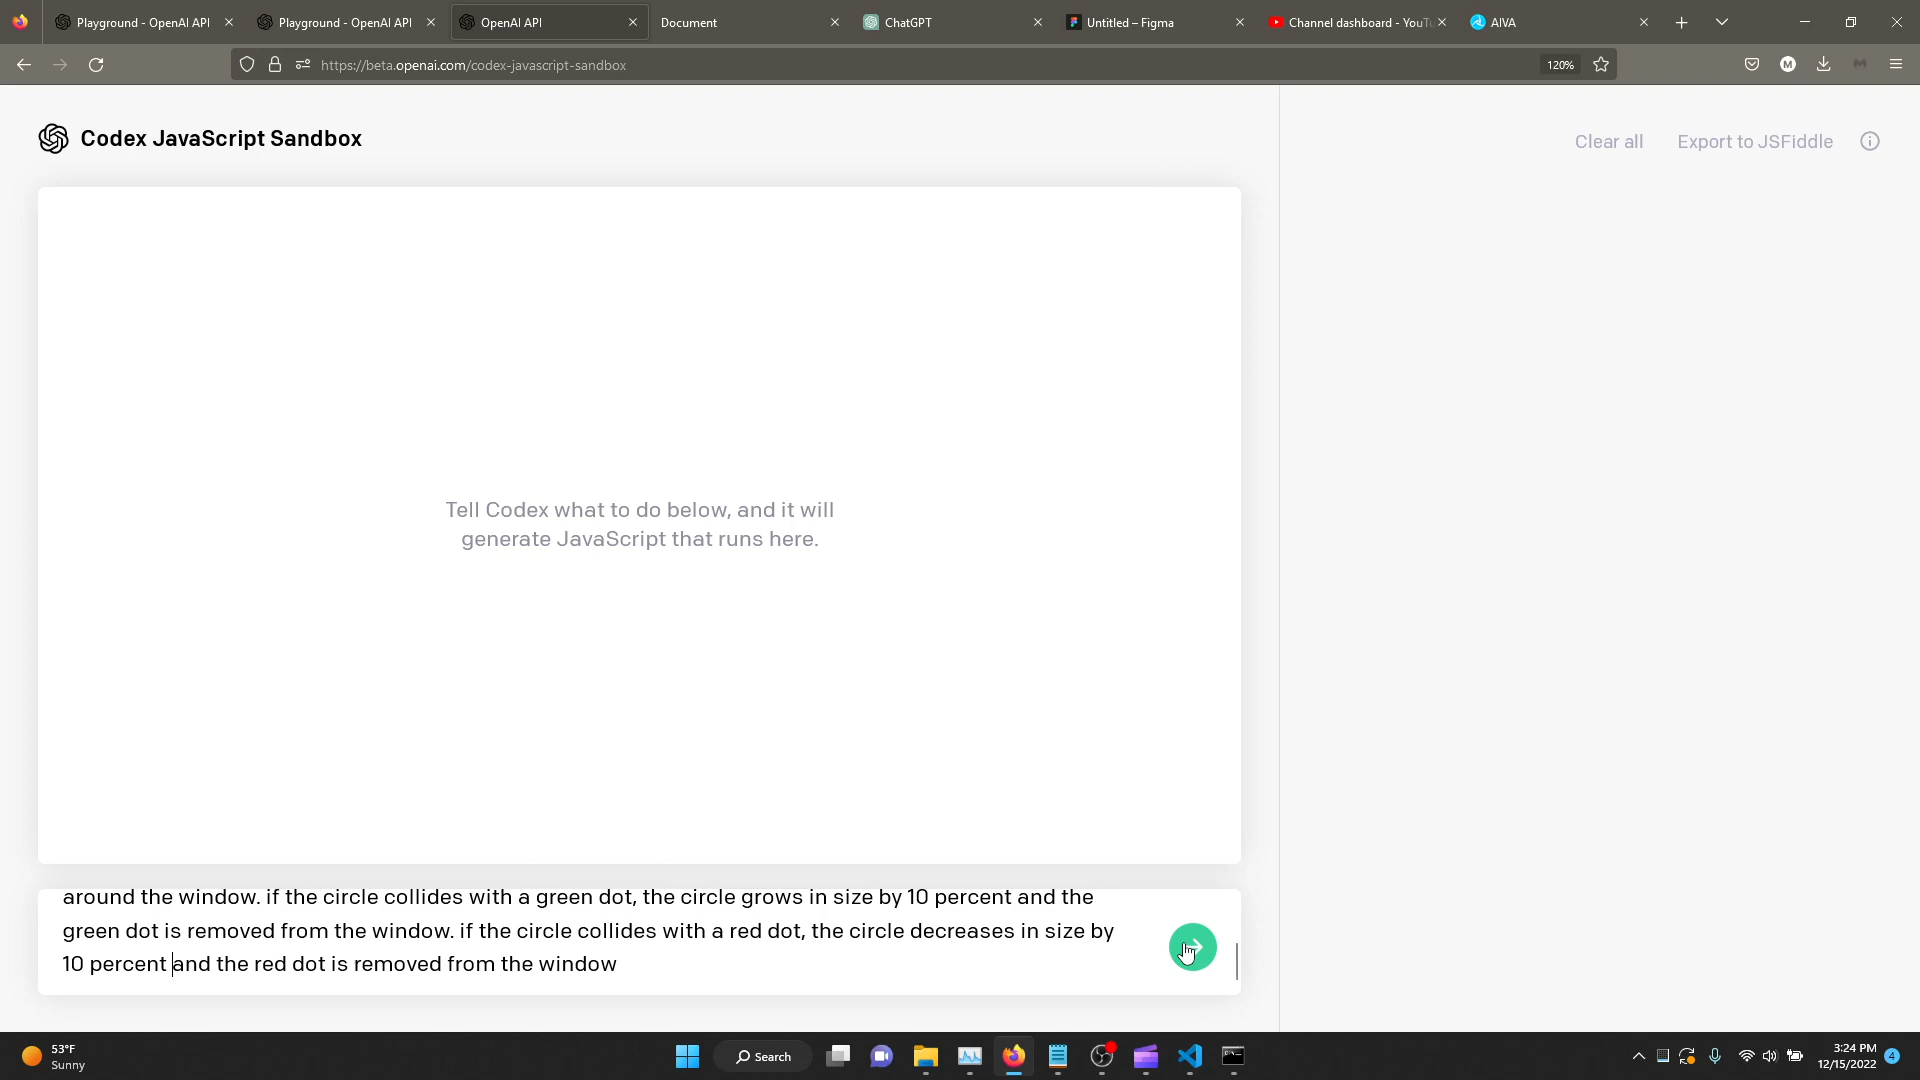 Playground - OpenAI API
Playground - OpenAI API
OpenAI API
Document
ChatGPT
Untitled – Figma
Channel dashboard - YouTu
AIVA
https://beta.openai.com/codex-javascript-sandbox
120%
M
Codex JavaScript Sandbox
Clear all
Export to JSFiddle
Tell Codex what to do below, and it will
generate JavaScript that runs here.
around the window. if the circle collides with a green dot, the circle grows in size by 10 percent and the
green dot is removed from the window. if the circle collides with a red dot, the circle decreases in size by
10 percent and the red dot is removed from the window
53°F
Sunny
Search
3:24 PM
12/15/2022
4